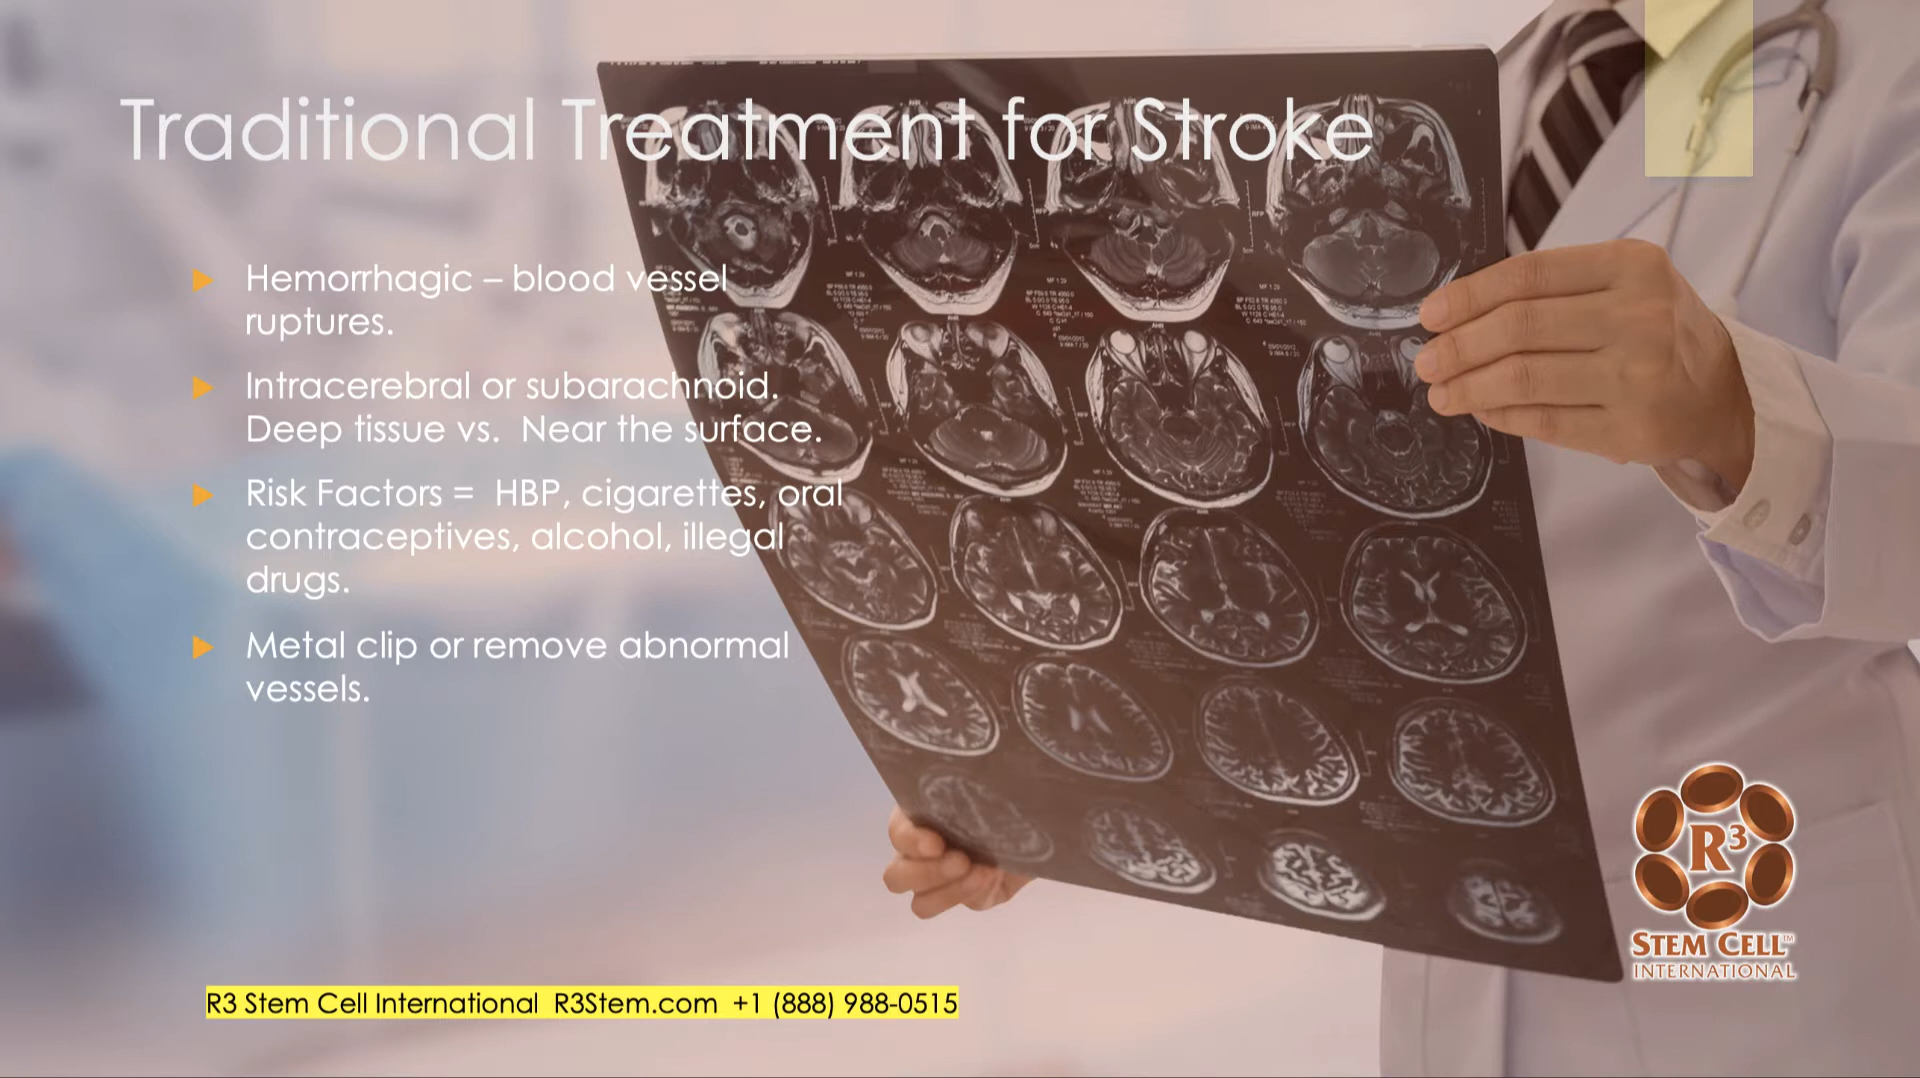 Traditional Treatment for Stroke
Hemorrhagic – blood vessel
ruptures.
Intracerebral or subarachnoid.
Deep tissue vs.  Near the surface.
Risk Factors =  HBP, cigarettes, oral
contraceptives, alcohol, illegal
drugs.
Metal clip or remove abnormal
vessels.
R3
STEM CELL™
INTERNATIONAL
R3 Stem Cell International  R3Stem.com  +1 (888) 988-0515